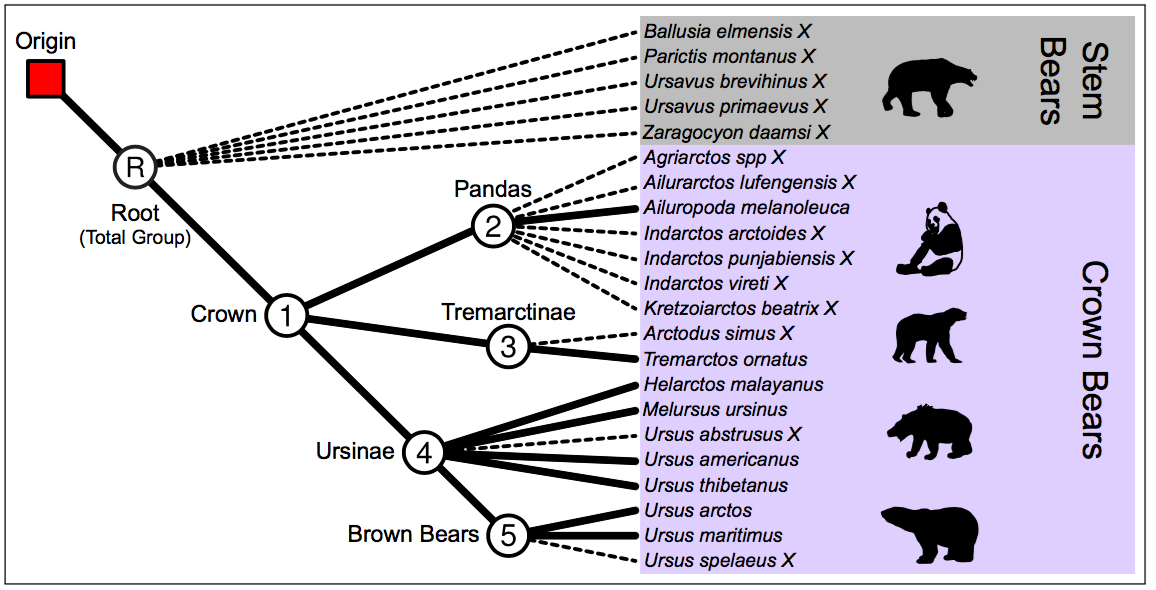 Origin
R
Root
(Total Group)
Crown
1
Pandas
2
Tremarctinae
3
Ursinae
4
Brown Bears
5
Ballusia elmensis X
Parictis montanus X
Ursavus brevihinus X
Ursavus primaevus X
Zaragocyon daamsi X
Agriarctos spp X
Ailurarctos lufengensis X
Ailuropoda melanoleuca
Indarctos arctoides X
Indarctos punjabiensis X
Indarctos vireti X
Kretzoiarctos beatrix X
Arctodus simus X
Tremarctos ornatus
Helarctos malayanus
Melursus ursinus
Ursus abstrusus X
Ursus americanus
Ursus thibetanus
Ursus arctos
Ursus maritimus
Ursus spelaeus X
Stem
Bears
Crown Bears